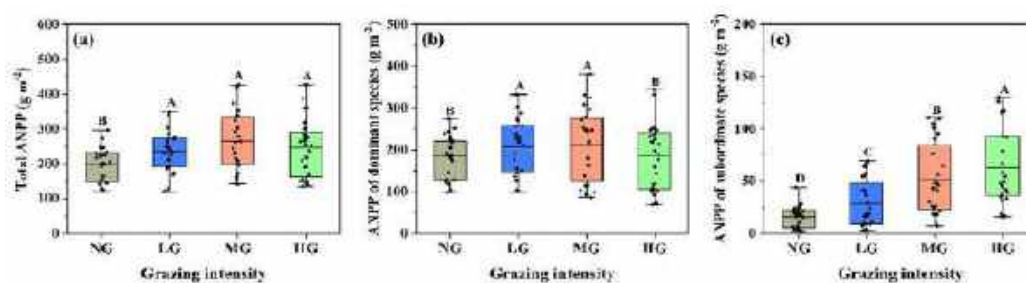 (a)
Total ANPP (g m⁻²)
600
500
400
300
200
100
0
B
A
A
A
NG
LG
MG
HG
Grazing intensity
(b)
ANPP of dominant species (g m⁻²)
500
400
300
200
100
0
B
A
A
B
NG
LG
MG
HG
Grazing intensity
(c)
ANPP of subordinate species (g m⁻²)
200
150
100
50
0
D
C
B
A
NG
LG
MG
HG
Grazing intensity